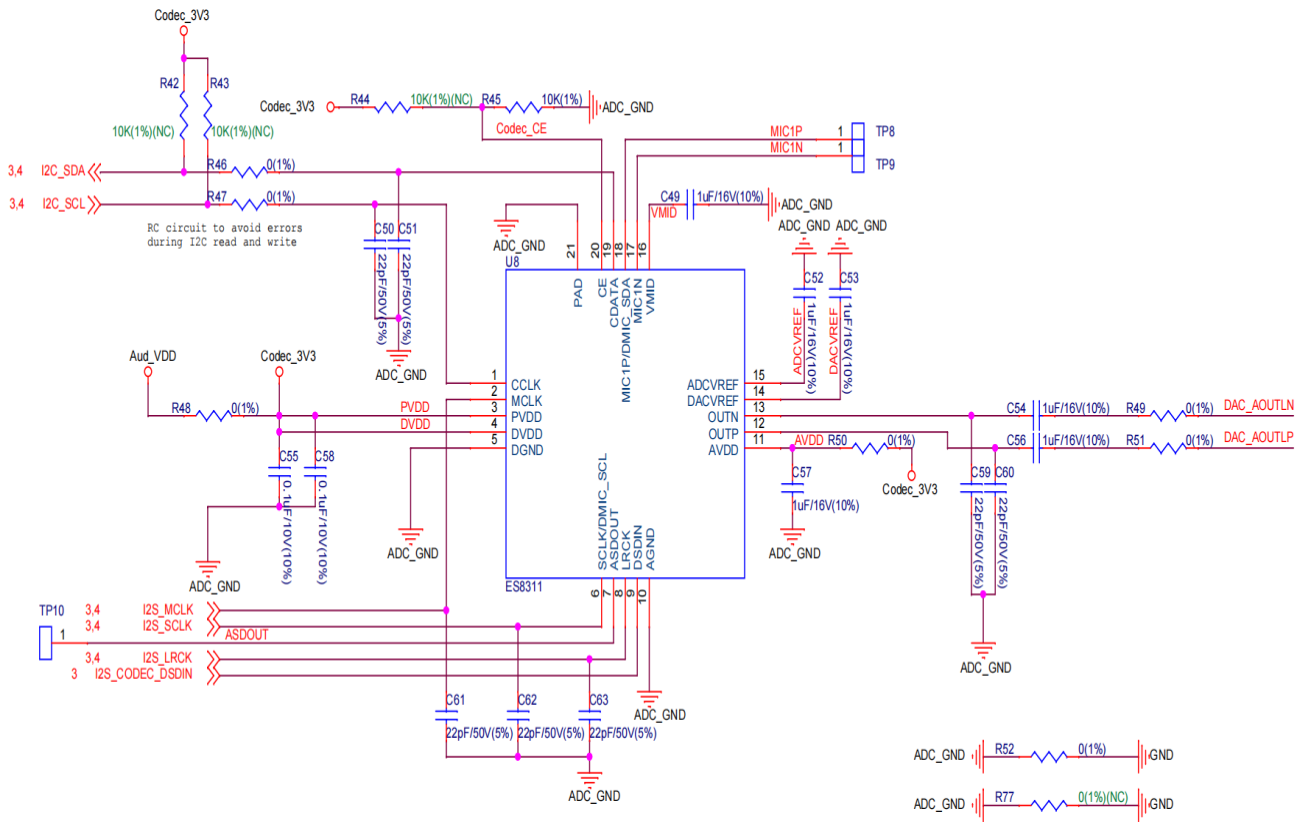 Codec_3V3
R42
R43
10K(1%)(NC)
10K(1%)(NC)
Codec_3V3
R44
10K(1%)(NC)
R45
10K(1%)
ADC_GND
Codec_CE
MIC1P
1
TP8
MIC1N
1
TP9
3,4
I2C_SDA
R46
0(1%)
3,4
I2C_SCL
R47
0(1%)
RC circuit to avoid errors
during I2C read and write
C50
C51
22pF/50V(5%)
22pF/50V(5%)
ADC_GND
C49
1uF/16V(10%)
VMID
ADC_GND
ADC_GND
ADC_GND
ADC_GND
C52
C53
1uF/16V(10%)
1uF/16V(10%)
ADCVREF
DACVREF
U8
21
20
19
18
17
16
PAD
CE
CDATA
MIC1P/DMIC_SDA
MIC1N
VMID
Aud_VDD
Codec_3V3
R48
0(1%)
PVDD
DVDD
C55
C58
0.1uF/10V(10%)
0.1uF/10V(10%)
ADC_GND
ADC_GND
1
CCLK
2
MCLK
3
PVDD
4
DVDD
5
DGND
ADCVREF
15
DACVREF
14
OUTN
13
OUTP
12
AVDD
11
C54
1uF/16V(10%)
R49
0(1%)
DAC_AOUTLN
C56
1uF/16V(10%)
R51
0(1%)
DAC_AOUTLP
AVDD
R50
0(1%)
Codec_3V3
C57
1uF/16V(10%)
ADC_GND
C59
C60
22pF/50V(5%)
22pF/50V(5%)
ADC_GND
SCLK/DMIC_SCL
ASDOUT
LRCK
DSDIN
AGND
ES8311
6
7
8
9
10
TP10
1
3,4
I2S_MCLK
3,4
I2S_SCLK
ASDOUT
3,4
I2S_LRCK
3
I2S_CODEC_DSDIN
ADC_GND
C61
C62
C63
22pF/50V(5%)
22pF/50V(5%)
22pF/50V(5%)
ADC_GND
ADC_GND
R52
0(1%)
GND
ADC_GND
R77
0(1%)(NC)
GND